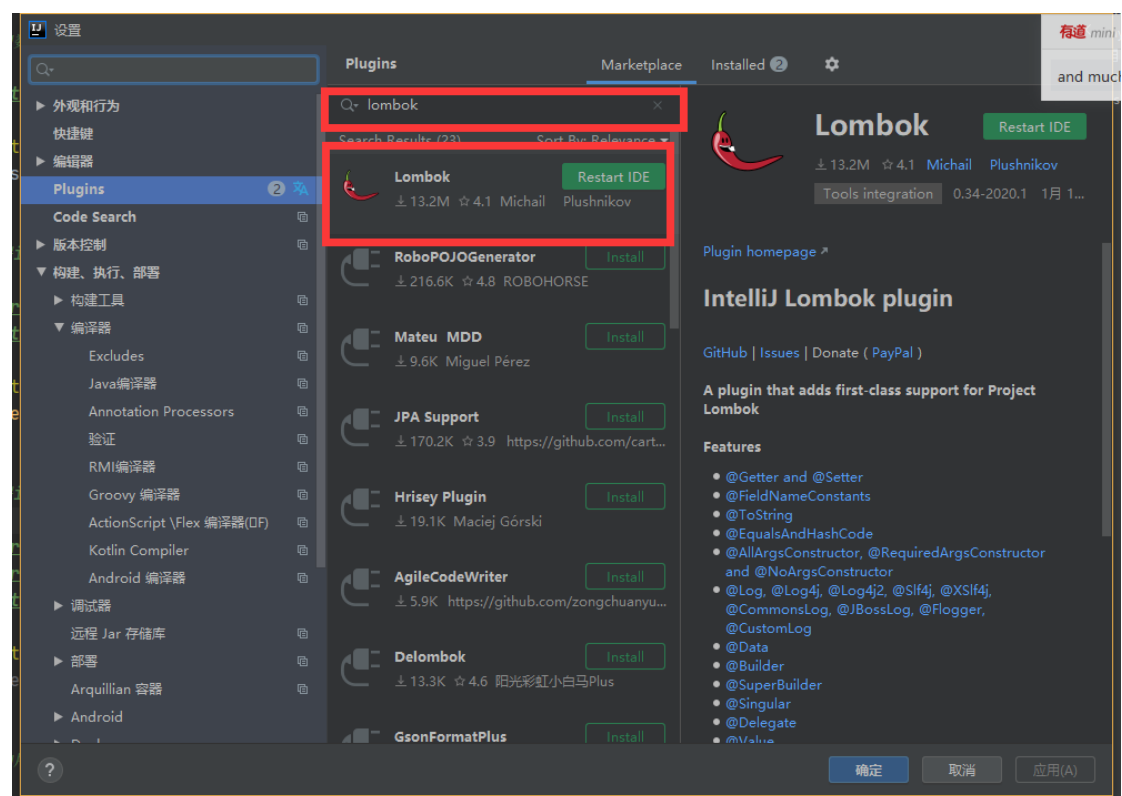 设置
有道 mini
and much
Plugins
Marketplace
Installed 2
外观和行为
快捷键
编辑器
Plugins 2
Code Search
版本控制
构建、执行、部署
构建工具
编译器
Excludes
Java编译器
Annotation Processors
验证
RMI编译器
Groovy 编译器
ActionScript \Flex 编译器(F)
Kotlin Compiler
Android 编译器
调试器
远程 Jar 存储库
部署
Arquillian 容器
Android
lombok
Search Results (23) Sort By: Relevance
Lombok Restart IDE
13.2M 4.1 Michail Plushnikov
RoboPOJOGenerator Install
216.6K 4.8 ROBOHORSE
Mateu MDD Install
9.6K Miguel Pérez
JPA Support Install
170.2K 3.9 https://github.com/cart...
Hrisey Plugin Install
19.1K Maciej Górski
AgileCodeWriter Install
5.9K https://github.com/zongchuanyu...
Delombok Install
13.3K 4.6 阳光彩虹小白马Plus
GsonFormatPlus Install
Lombok Restart IDE
13.2M 4.1 Michail Plushnikov
Tools integration 0.34-2020.1 1月 1...
Plugin homepage
IntelliJ Lombok plugin
GitHub | Issues | Donate ( PayPal )
A plugin that adds first-class support for Project
Lombok
Features
@Getter and @Setter
@FieldNameConstants
@ToString
@EqualsAndHashCode
@AllArgsConstructor, @RequiredArgsConstructor
and @NoArgsConstructor
@Log, @Log4j, @Log4j2, @Slf4j, @XSlf4j,
@CommonsLog, @JBossLog, @Flogger,
@CustomLog
@Data
@Builder
@SuperBuilder
@Singular
@Delegate
@Value
?
确定
取消
应用(A)